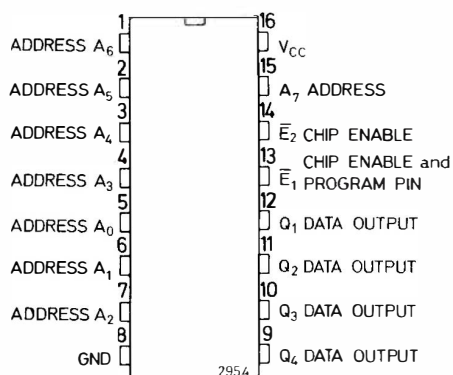 1
16
ADDRESS A6
VCC
2
15
ADDRESS A5
A7 ADDRESS
3
14
ADDRESS A4
E̅2 CHIP ENABLE
4
13
ADDRESS A3
CHIP ENABLE and
E̅1 PROGRAM PIN
5
12
ADDRESS A0
Q1 DATA OUTPUT
6
11
ADDRESS A1
Q2 DATA OUTPUT
7
10
ADDRESS A2
Q3 DATA OUTPUT
8
9
GND
Q4 DATA OUTPUT
2954